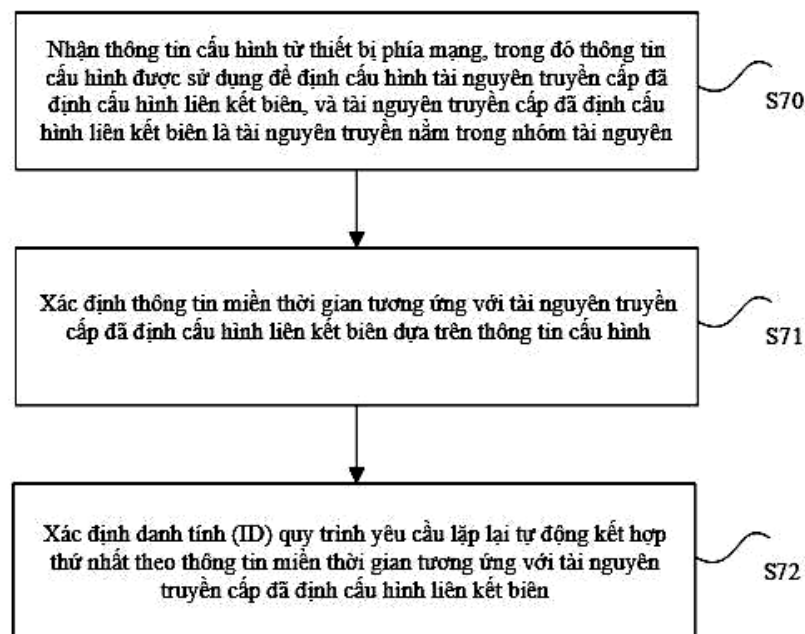 Nhận thông tin cấu hình từ thiết bị phía mạng, trong đó thông tin
cấu hình được sử dụng để định cấu hình tài nguyên truyền cấp đã
định cấu hình liên kết biên, và tài nguyên truyền cấp đã định cấu
hình liên kết biên là tài nguyên truyền nằm trong nhóm tài nguyên
S70
Xác định thông tin miền thời gian tương ứng với tài nguyên truyền
cấp đã định cấu hình liên kết biên dựa trên thông tin cấu hình
S71
Xác định danh tính (ID) quy trình yêu cầu lặp lại tự động kết hợp
thứ nhất theo thông tin miền thời gian tương ứng với tài nguyên
truyền cấp đã định cấu hình liên kết biên
S72